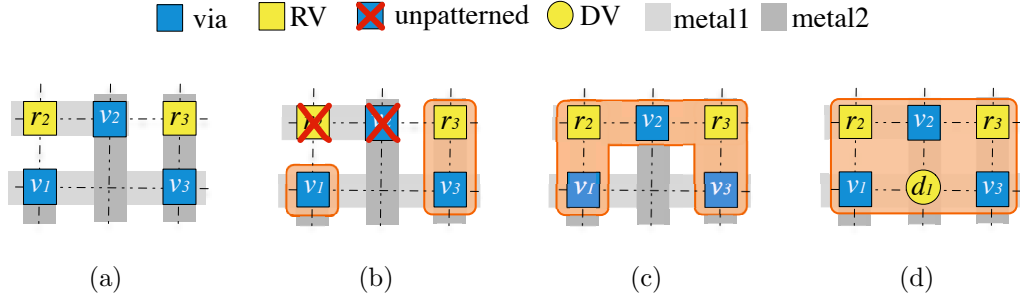 via RV unpatterned DV metal1 metal2
r2 v2 r3
v1 v3
r3
v1 v3
r2 v2 r3
v1 v3
r2 v2 r3
v1 d1 v3
(a) (b) (c) (d)